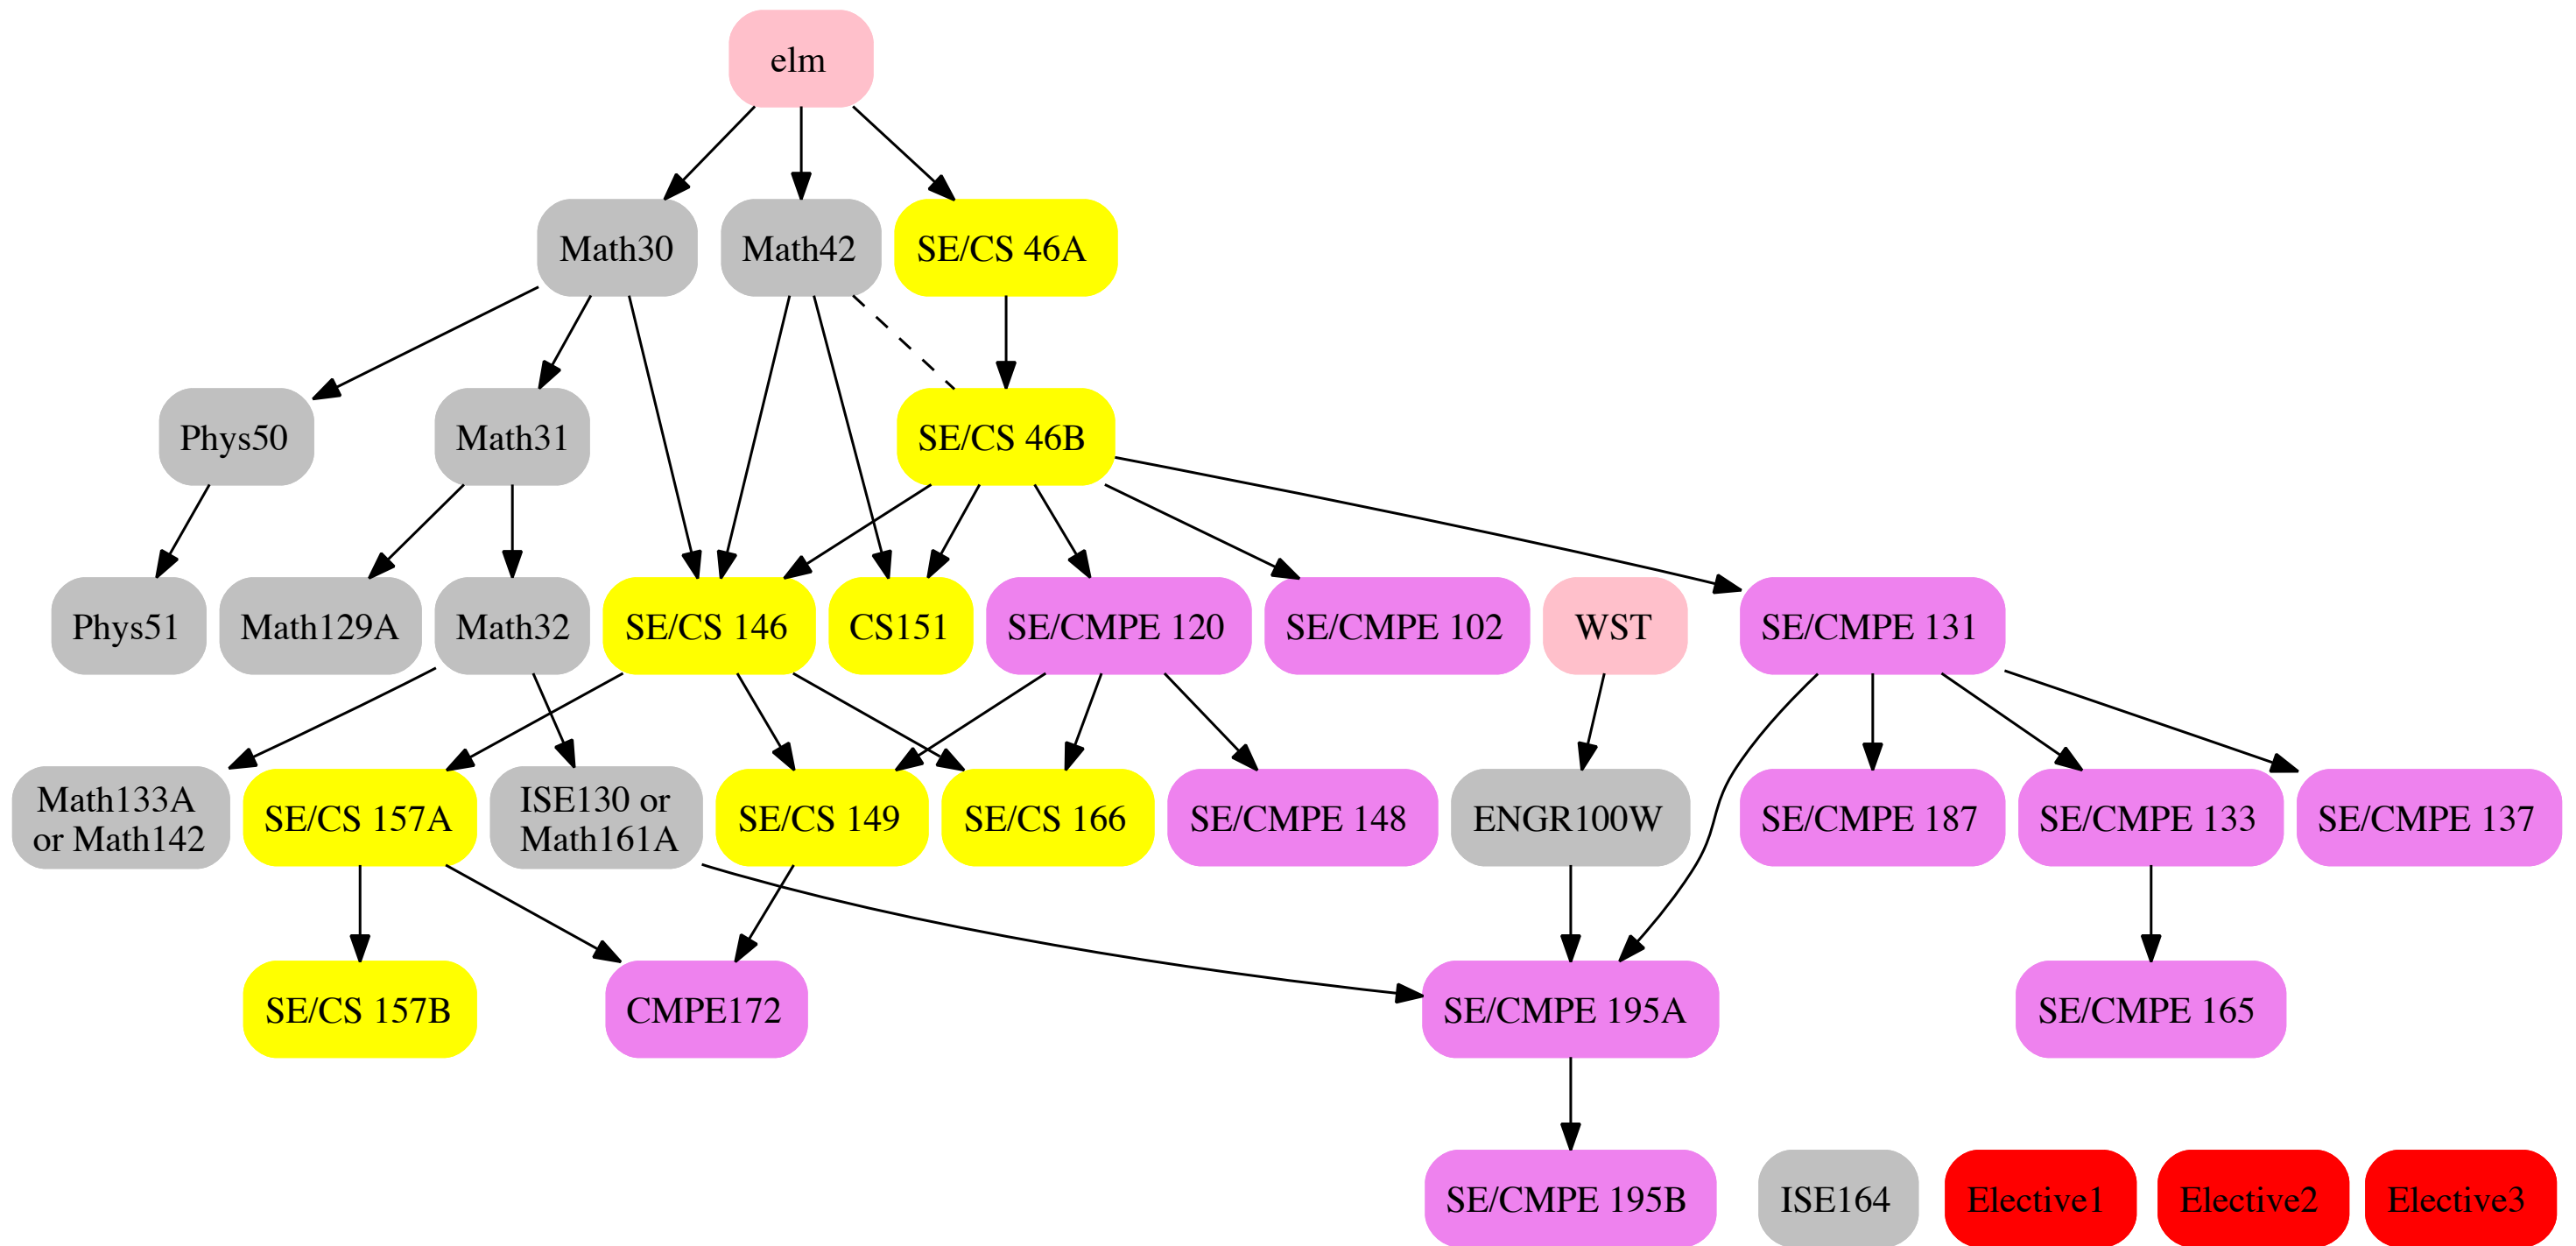 elm
Math30
Math42
SE/CS 46A
Phys50
Math31
SE/CS 46B
Phys51
Math129A
Math32
SE/CS 146
CS151
SE/CMPE 120
SE/CMPE 102
WST
SE/CMPE 131
Math133A
or Math142
SE/CS 157A
ISE130 or
Math161A
SE/CS 149
SE/CS 166
SE/CMPE 148
ENGR100W
SE/CMPE 187
SE/CMPE 133
SE/CMPE 137
SE/CS 157B
CMPE172
SE/CMPE 195A
SE/CMPE 165
SE/CMPE 195B
ISE164
Elective1
Elective2
Elective3